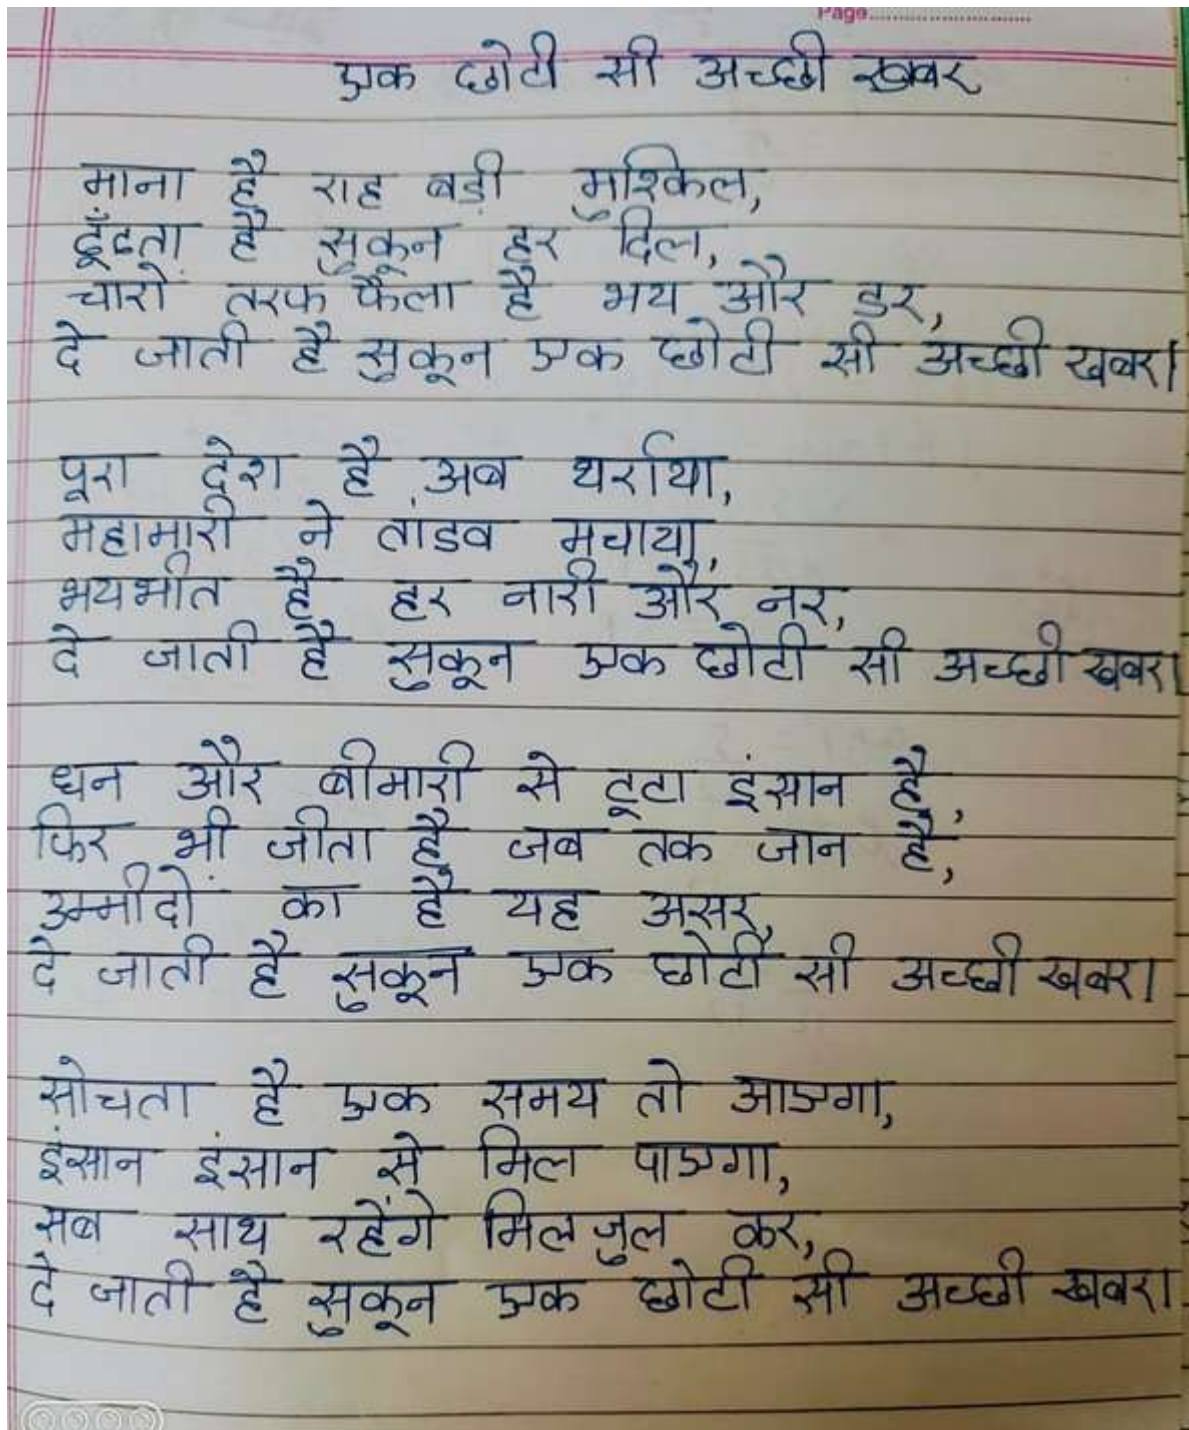 Page..............................
एक छोटी सी अच्छी खबर
माना है राह बड़ी मुश्किल,
ढूँढता है सुकून हर दिल,
चारों तरफ फैला है भय और डर,
दे जाती है सुकून एक छोटी सी अच्छी खबर।
पूरा देश है अब थर्राया,
महामारी ने तांडव मचाया,
भयभीत है हर नारी और नर,
दे जाती है सुकून एक छोटी सी अच्छी खबर।
धन और बीमारी से टूटा इंसान है,
फिर भी जीता है जब तक जान है,
उम्मीदों का है यह असर,
दे जाती है सुकून एक छोटी सी अच्छी खबर।
सोचता है एक समय तो आएगा,
इंसान इंसान से मिल पाएगा,
सब साथ रहेंगे मिलजुल कर,
दे जाती है सुकून एक छोटी सी अच्छी खबर।